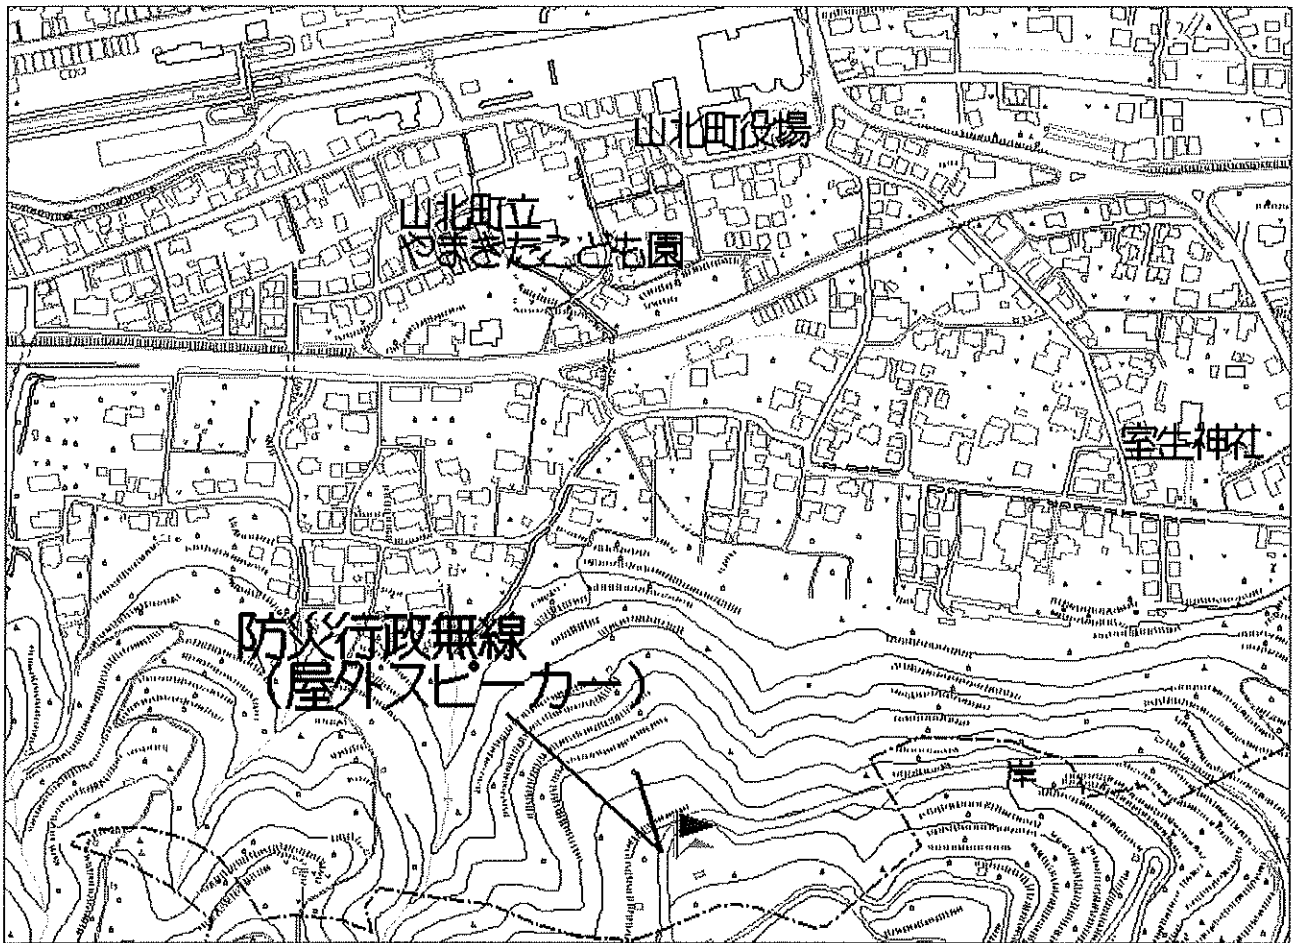 山北町役場
山北町立
やまきたこども園
室生神社
防災行政無線
（屋外スピーカー）
岸